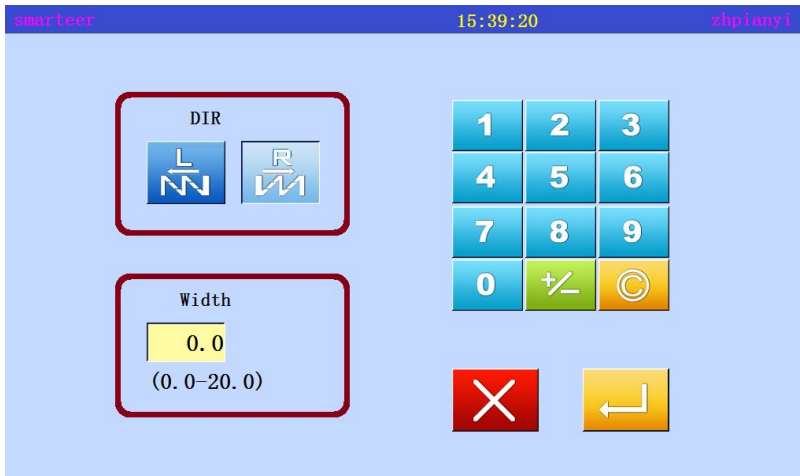 smarteer 15:39:20 zhpianyi
DIR
L R
Width
0.0
(0.0-20.0)
1 2 3
4 5 6
7 8 9
0 +/− ©